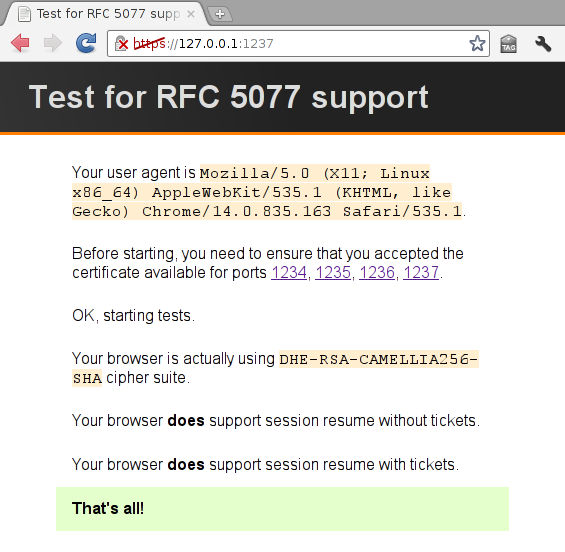 Test for RFC 5077 supp
https://127.0.0.1:1237
TAG
Test for RFC 5077 support
Your user agent is Mozilla/5.0 (X11; Linux
x86_64) AppleWebKit/535.1 (KHTML, like
Gecko) Chrome/14.0.835.163 Safari/535.1.
Before starting, you need to ensure that you accepted the
certificate available for ports 1234, 1235, 1236, 1237.
OK, starting tests.
Your browser is actually using DHE-RSA-CAMELLIA256-
SHA cipher suite.
Your browser does support session resume without tickets.
Your browser does support session resume with tickets.
That's all!